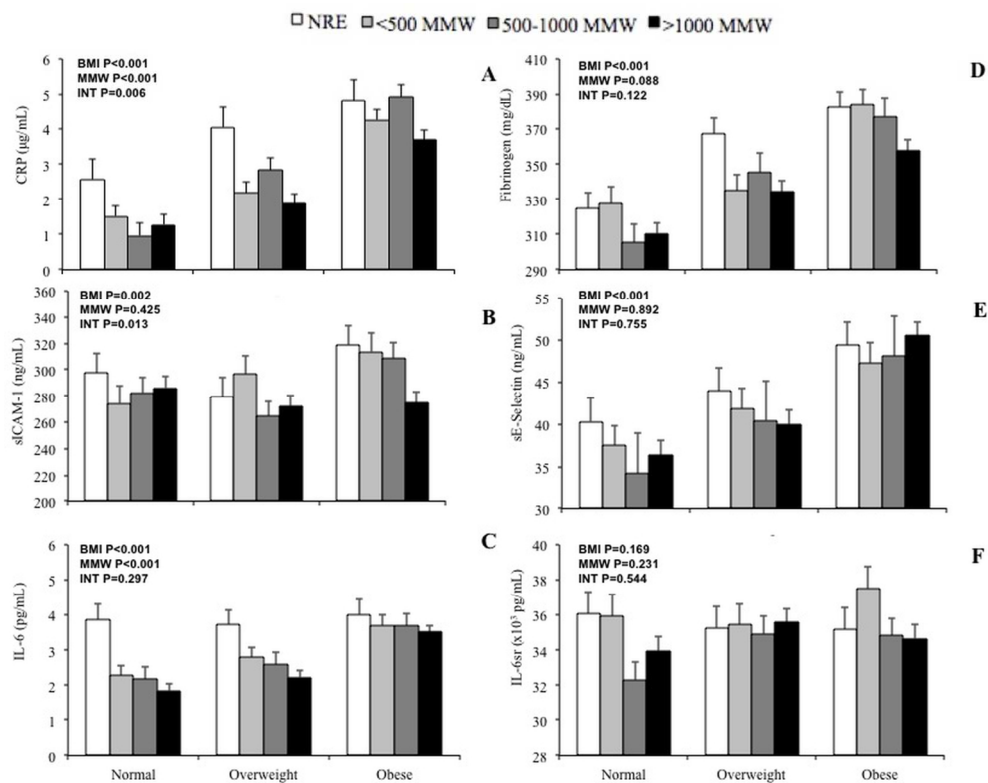 NRE <500 MMW 500-1000 MMW >1000 MMW
A
BMI P<0.001
MMW P<0.001
INT P=0.006
CRP (µg/mL)
6
5
4
3
2
1
0
D
BMI P<0.001
MMW P=0.088
INT P=0.122
Fibrinogen (mg/dL)
410
390
370
350
330
310
290
B
BMI P=0.002
MMW P=0.425
INT P=0.013
sICAM-1 (ng/mL)
360
340
320
300
280
260
240
220
200
E
BMI P<0.001
MMW P=0.892
INT P=0.755
sE-Selectin (ng/mL)
55
50
45
40
35
30
C
BMI P<0.001
MMW P<0.001
INT P=0.297
IL-6 (pg/mL)
6
5
4
3
2
1
0
Normal Overweight Obese
F
BMI P=0.169
MMW P=0.231
INT P=0.544
IL-6sr (x10³ pg/mL)
40
38
36
34
32
30
28
Normal Overweight Obese